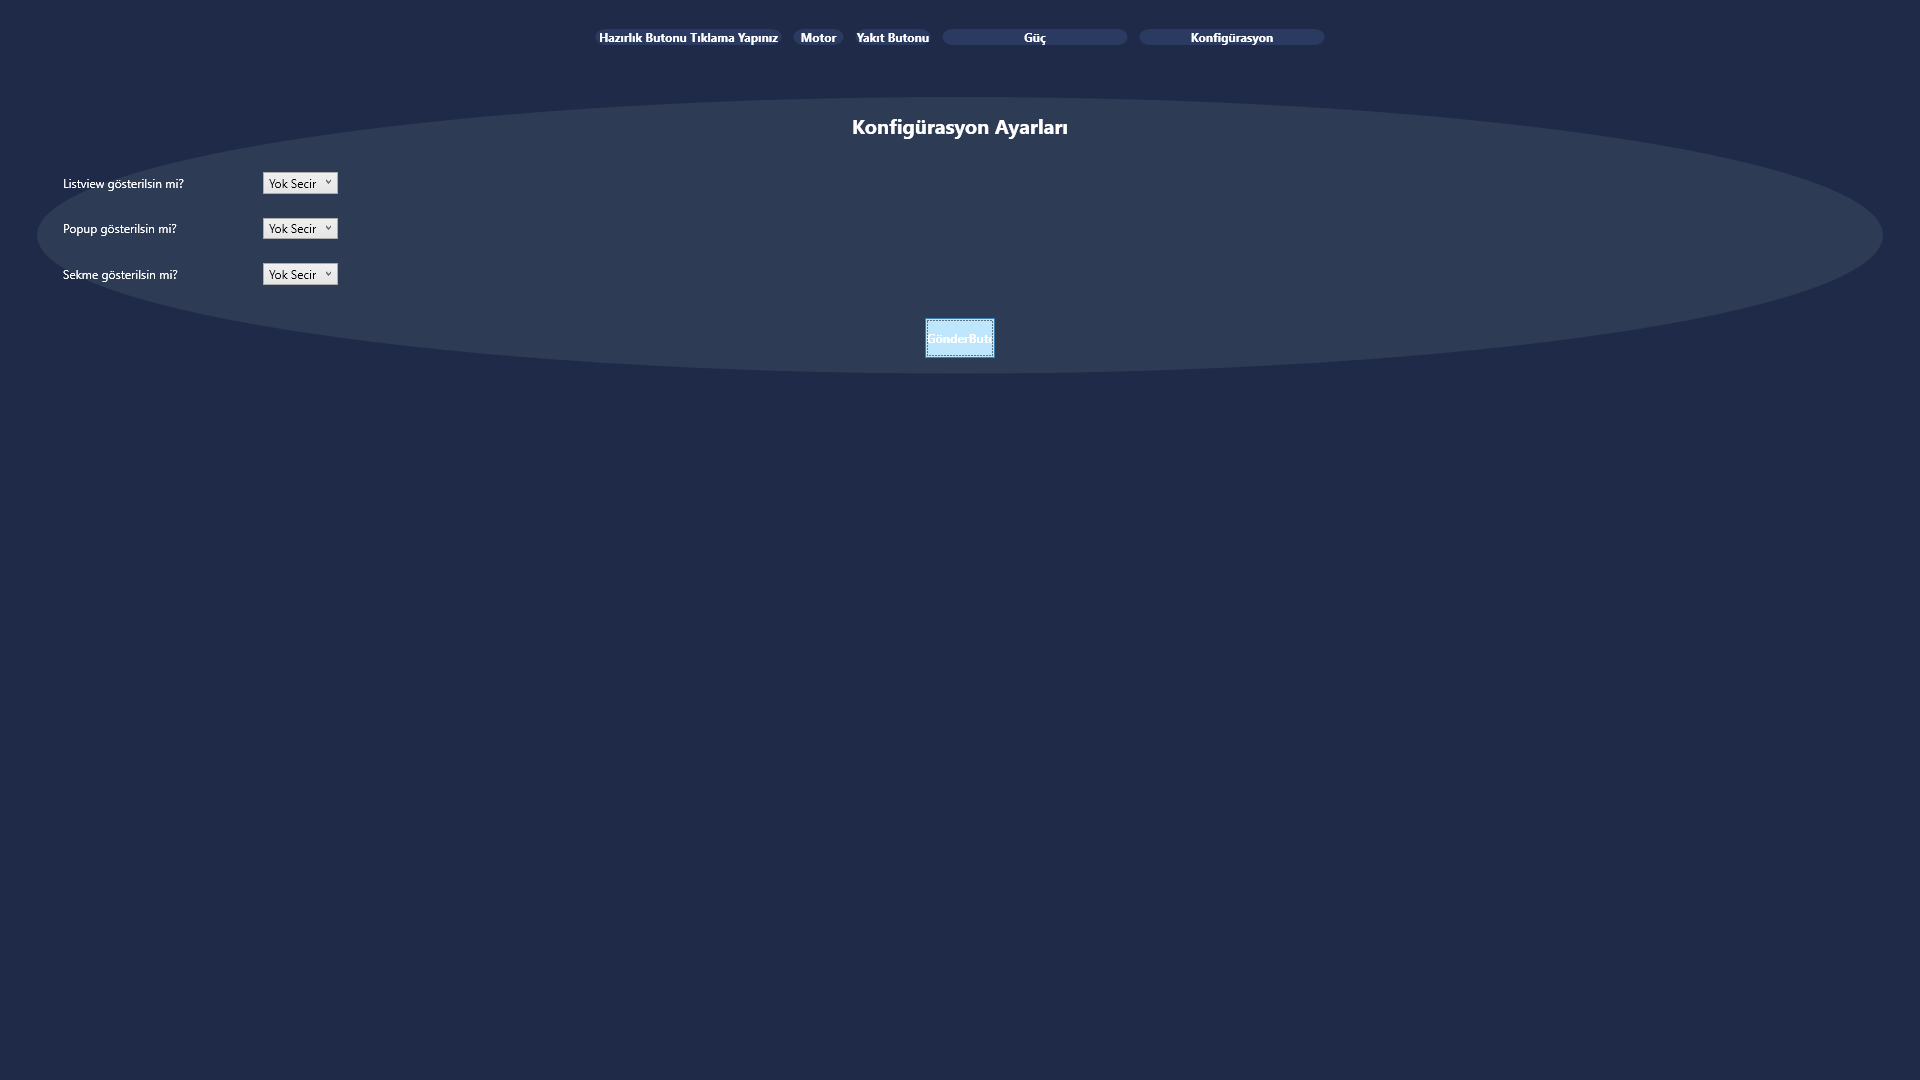 Hazırlık Butonu Tıklama Yapınız Motor Yakıt Butonu Güç Konfigürasyon
Konfigürasyon Ayarları
Listview gösterilsin mi? Yok Secir
Popup gösterilsin mi? Yok Secir
Sekme gösterilsin mi? Yok Secir
GönderBut